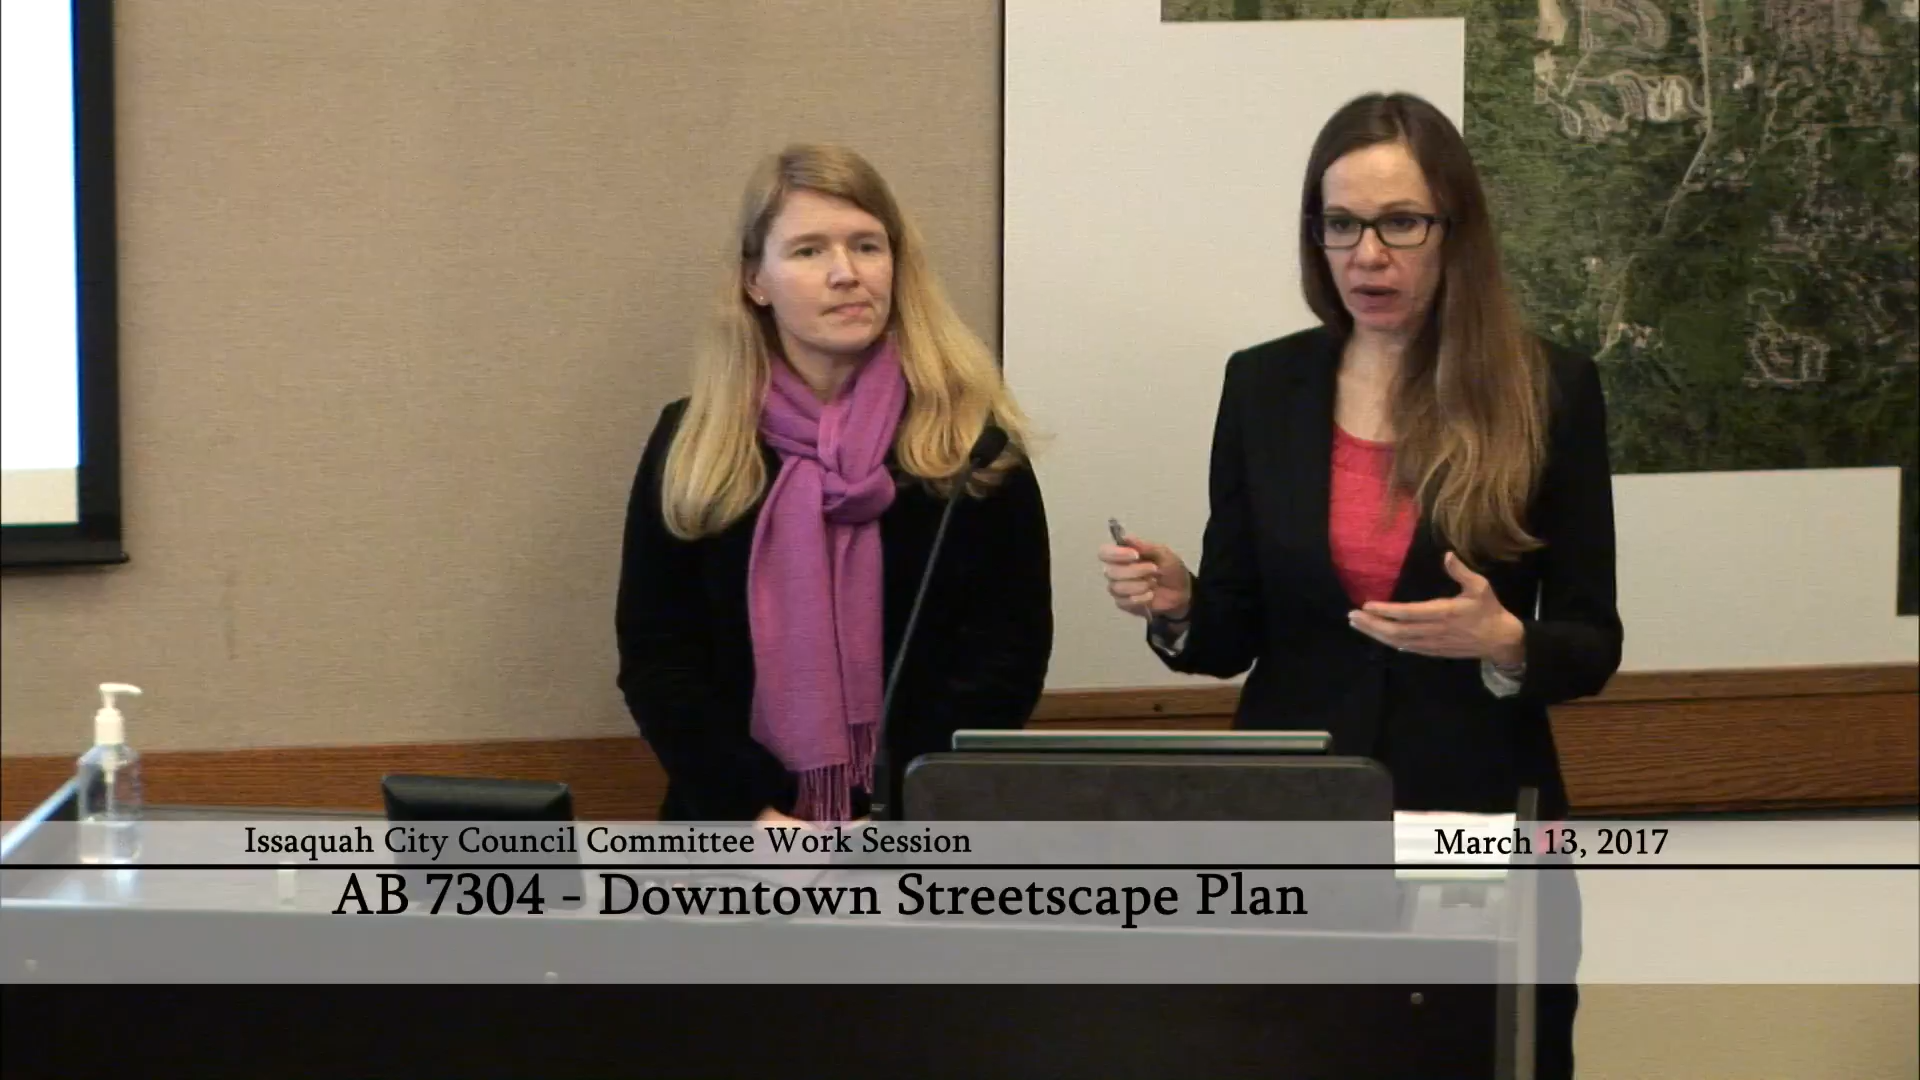 Issaquah City Council Committee Work Session
March 13, 2017
AB 7304 - Downtown Streetscape Plan